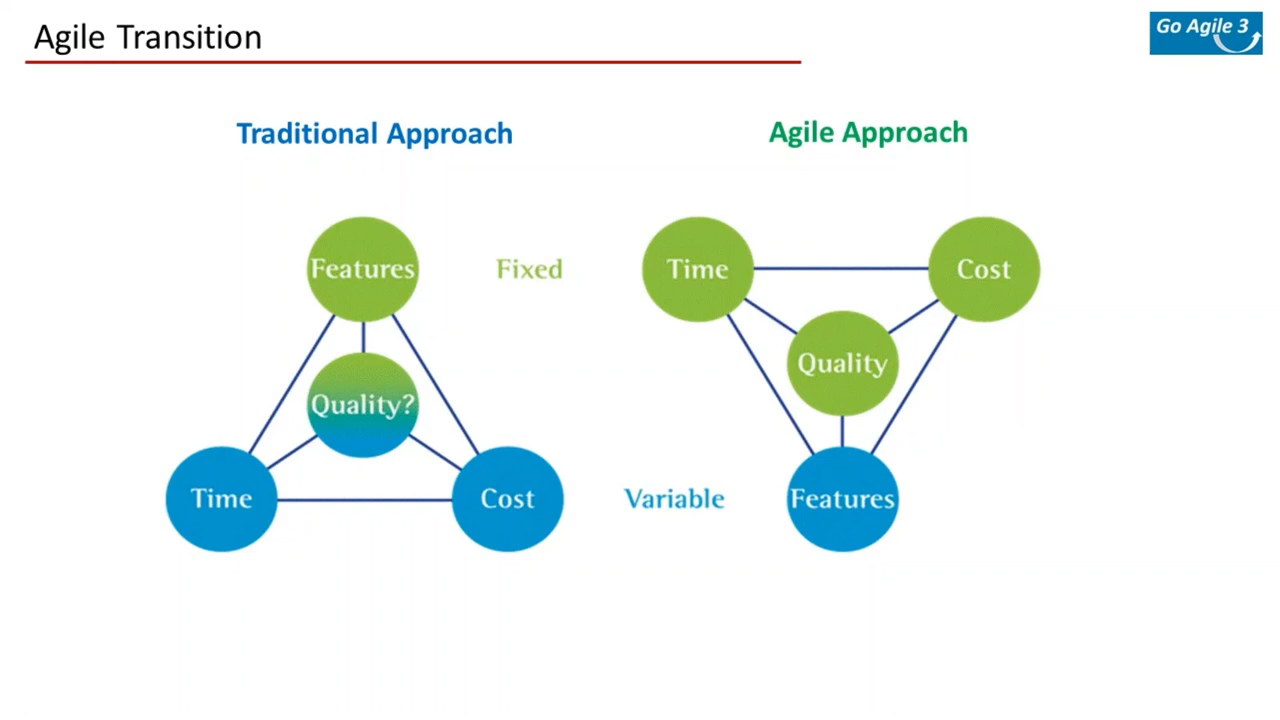 Agile Transition
Go Agile 3
Traditional Approach
Agile Approach
Features
Fixed
Time
Cost
Quality
Quality?
Time
Cost
Variable
Features